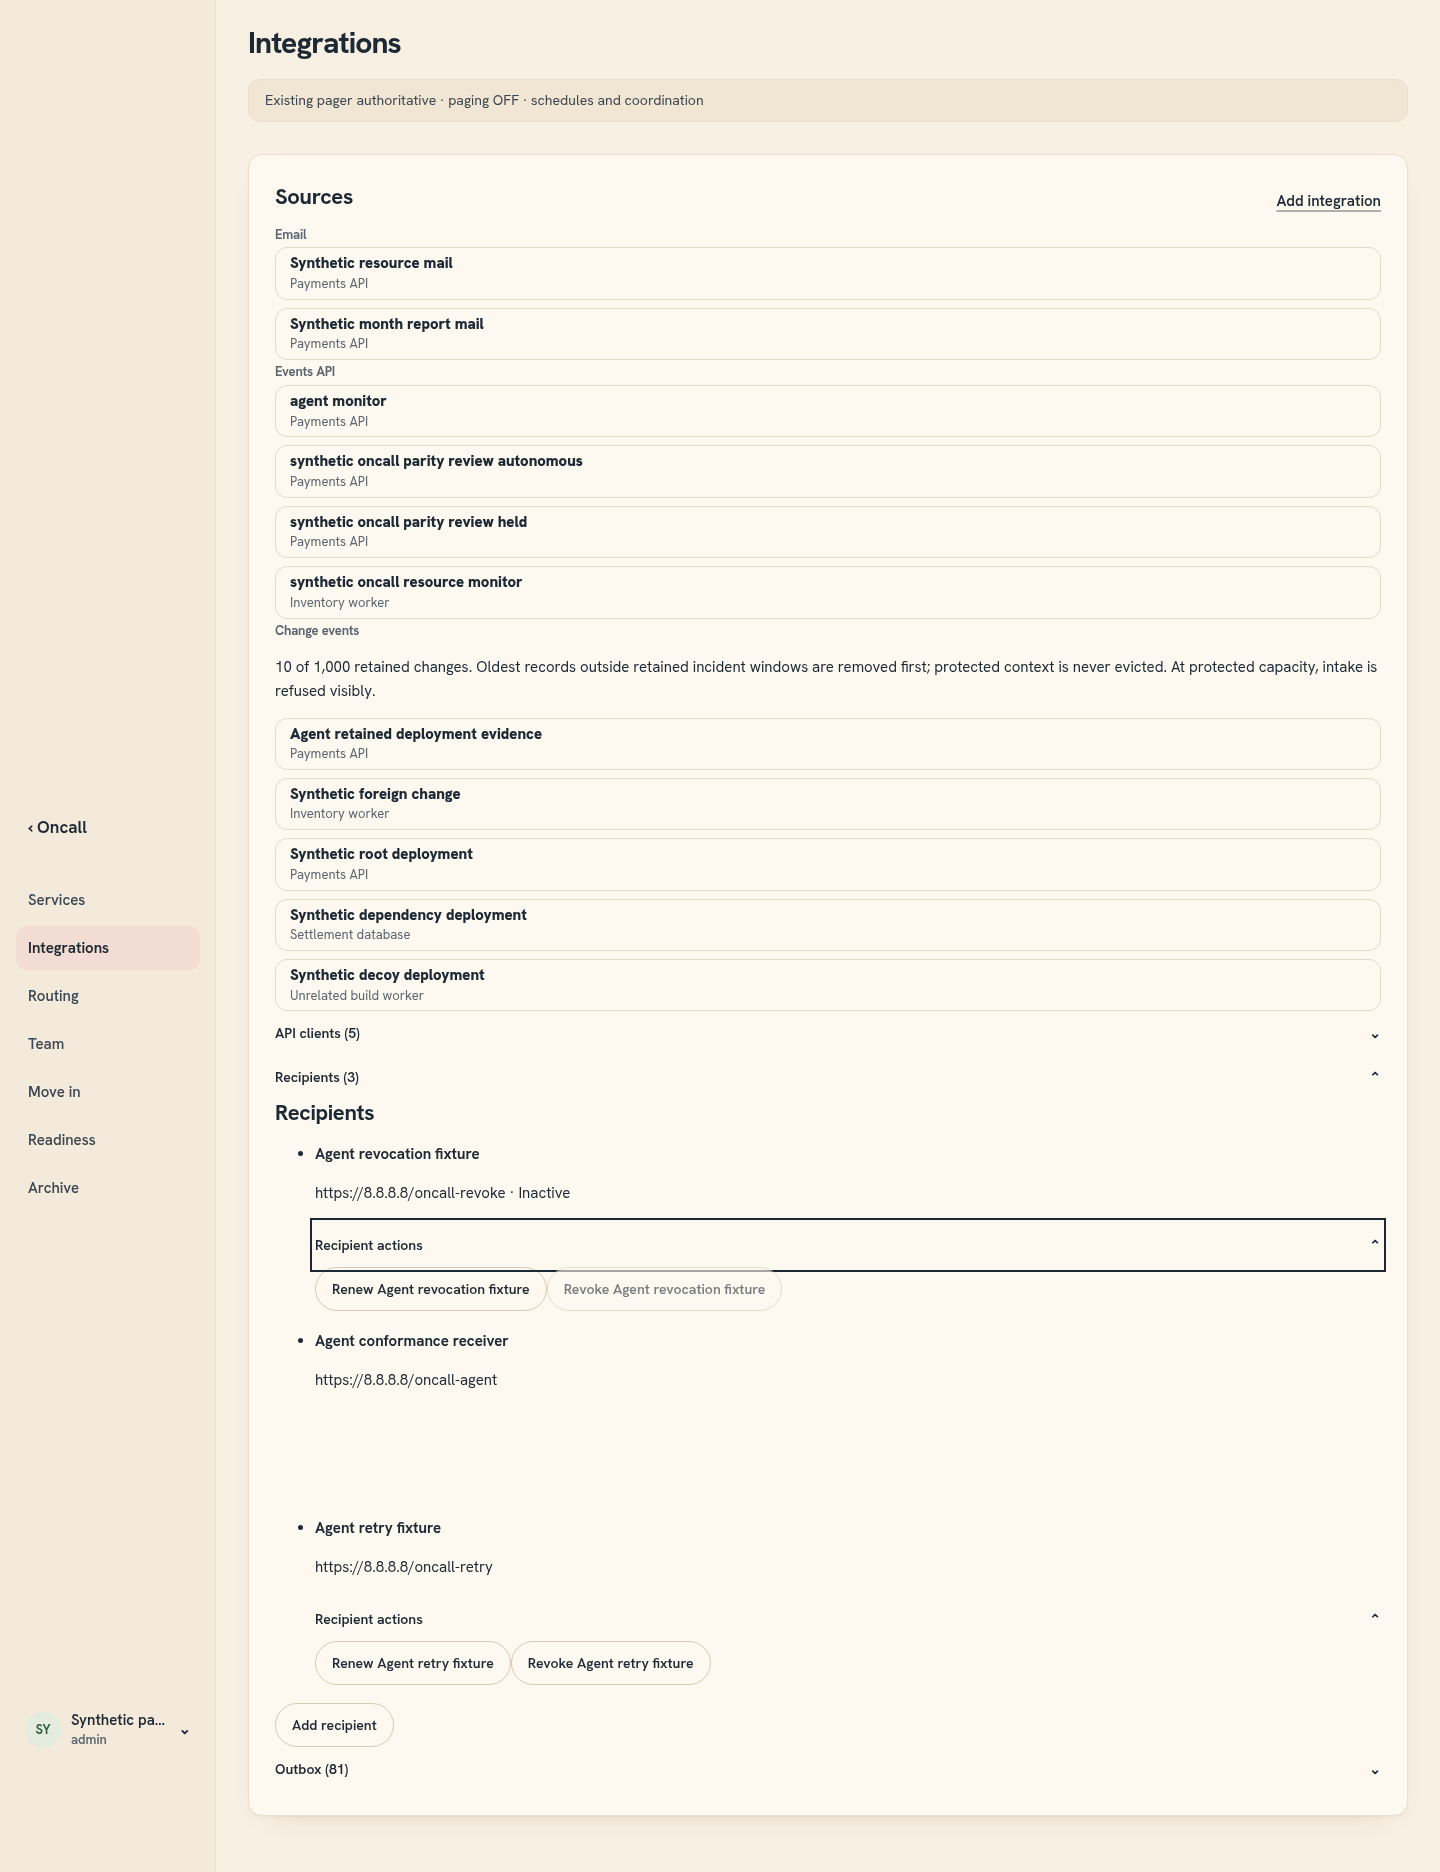 Integrations
Existing pager authoritative · paging OFF · schedules and coordination
Sources
Add integration
Email
Synthetic resource mail
Payments API
Synthetic month report mail
Payments API
Events API
agent monitor
Payments API
synthetic oncall parity review autonomous
Payments API
synthetic oncall parity review held
Payments API
synthetic oncall resource monitor
Inventory worker
Change events
10 of 1,000 retained changes. Oldest records outside retained incident windows are removed first; protected context is never evicted. At protected capacity, intake is
refused visibly.
Agent retained deployment evidence
Payments API
Synthetic foreign change
Inventory worker
Synthetic root deployment
Payments API
Synthetic dependency deployment
Settlement database
Synthetic decoy deployment
Unrelated build worker
API clients (5)
Recipients (3)
Recipients
Agent revocation fixture
https://8.8.8.8/oncall-revoke · Inactive
Recipient actions
Renew Agent revocation fixture
Revoke Agent revocation fixture
Agent conformance receiver
https://8.8.8.8/oncall-agent
Agent retry fixture
https://8.8.8.8/oncall-retry
Recipient actions
Renew Agent retry fixture
Revoke Agent retry fixture
Add recipient
Outbox (81)
‹ Oncall
Services
Integrations
Routing
Team
Move in
Readiness
Archive
SY
Synthetic pa…
admin